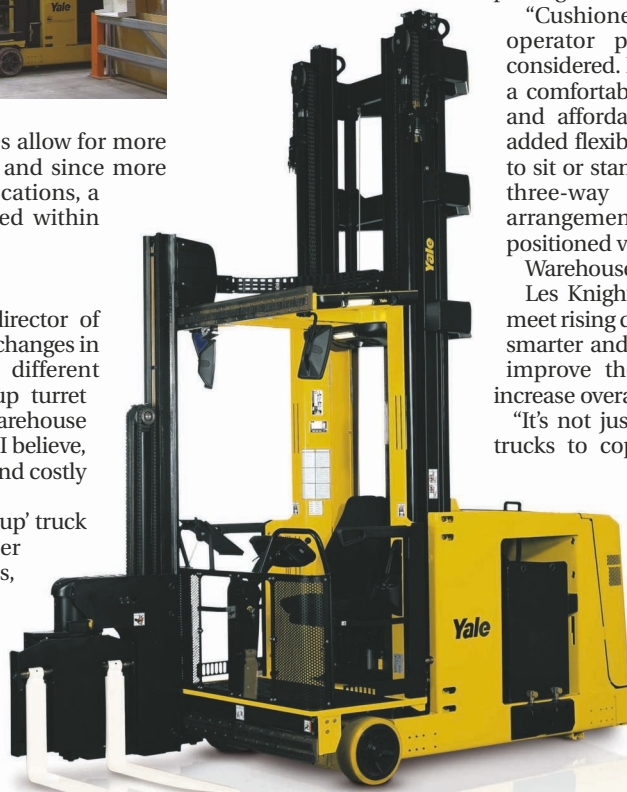 Yale
es allow for more
and since more
cations, a
ed within
director of
changes in
different
up turret
arehouse
I believe,
nd costly
up’ truck
er
s,
Yale
Yale
“Cushione
operator p
considered.
a comfortab
and afforda
added flexib
to sit or stan
three-way
arrangemen
positioned v
Warehouse
Les Knigh
meet rising
smarter and
improve the
increase overa
“It’s not jus
trucks to cop